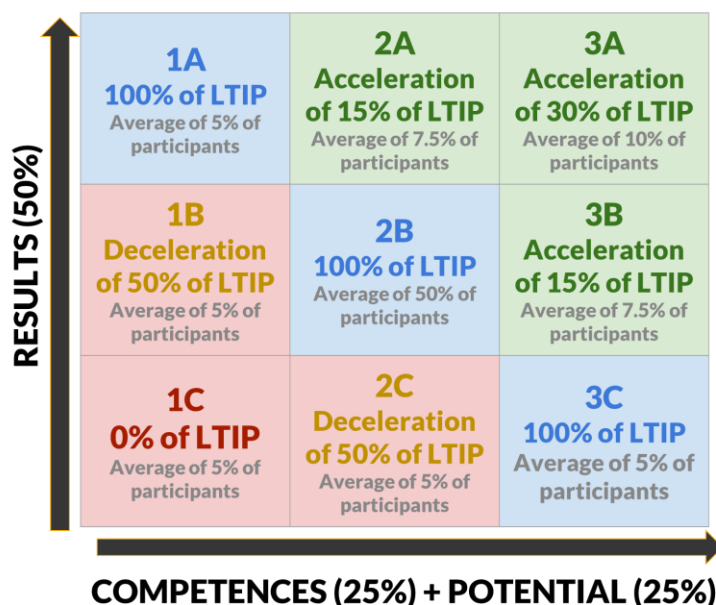 RESULTS (50%)
1A
100% of LTIP
Average of 5% of
participants
2A
Acceleration
of 15% of LTIP
Average of 7.5% of
participants
3A
Acceleration
of 30% of LTIP
Average of 10% of
participants
1B
Deceleration
of 50% of LTIP
Average of 5% of
participants
2B
100% of LTIP
Average of 50% of
participants
3B
Acceleration
of 15% of LTIP
Average of 7.5% of
participants
1C
0% of LTIP
Average of 5% of
participants
2C
Deceleration
of 50% of LTIP
Average of 5% of
participants
3C
100% of LTIP
Average of 5% of
participants
COMPETENCES (25%) + POTENTIAL (25%)